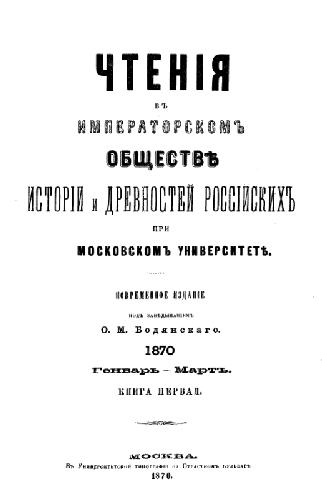 ЧТЕНІЯ
ВЪ
ИМПЕРАТОРСКОМЪ
ОБЩЕСТВѢ
ИСТОРІИ И ДРЕВНОСТЕЙ РОССІЙСКИХЪ
ПРИ
МОСКОВСКОМЪ УНИВЕРСИТЕТѢ.
ПОВРЕМЕННОЕ ИЗДАНІЕ
ПОДЪ ЗАВѢДЫВАНІЕМЪ
О. М. Бодянскаго.
1870
Генварь – Мартъ.
КНИГА ПЕРВАЯ.
МОСКВА.
Въ Университетской типографіи на Страстномъ бульварѣ
1870.